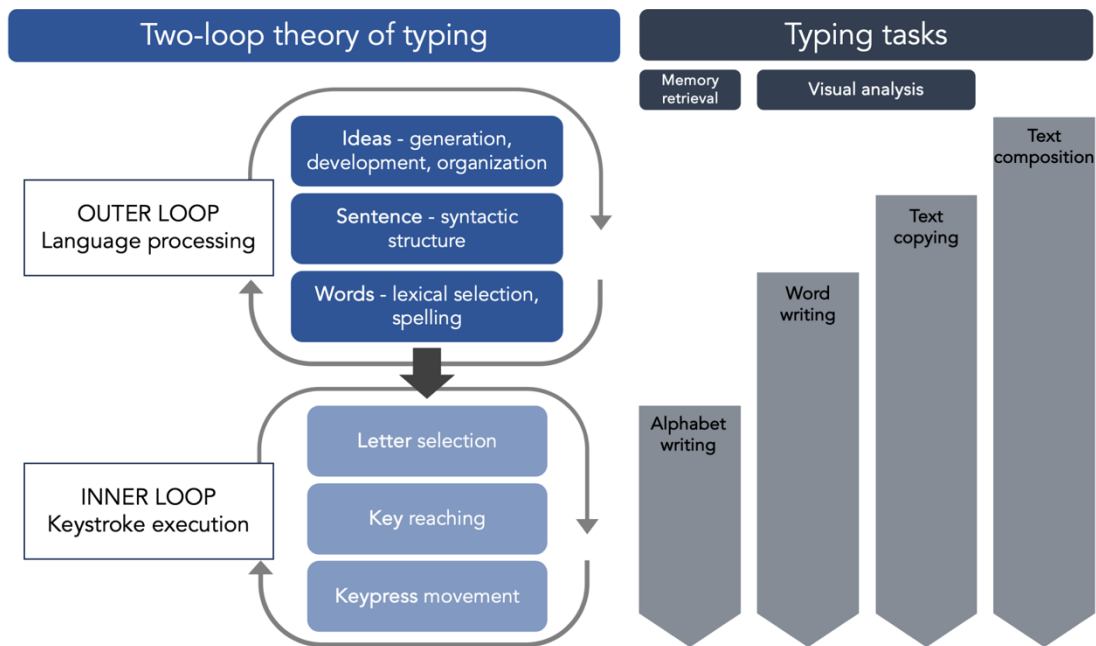 Two-loop theory of typing
Ideas - generation,
development, organization
OUTER LOOP
Language processing
Sentence - syntactic
structure
Words - lexical selection,
spelling
Letter selection
INNER LOOP
Keystroke execution
Key reaching
Keypress movement
Typing tasks
Memory
retrieval
Visual analysis
Alphabet
writing
Word
writing
Text
copying
Text
composition